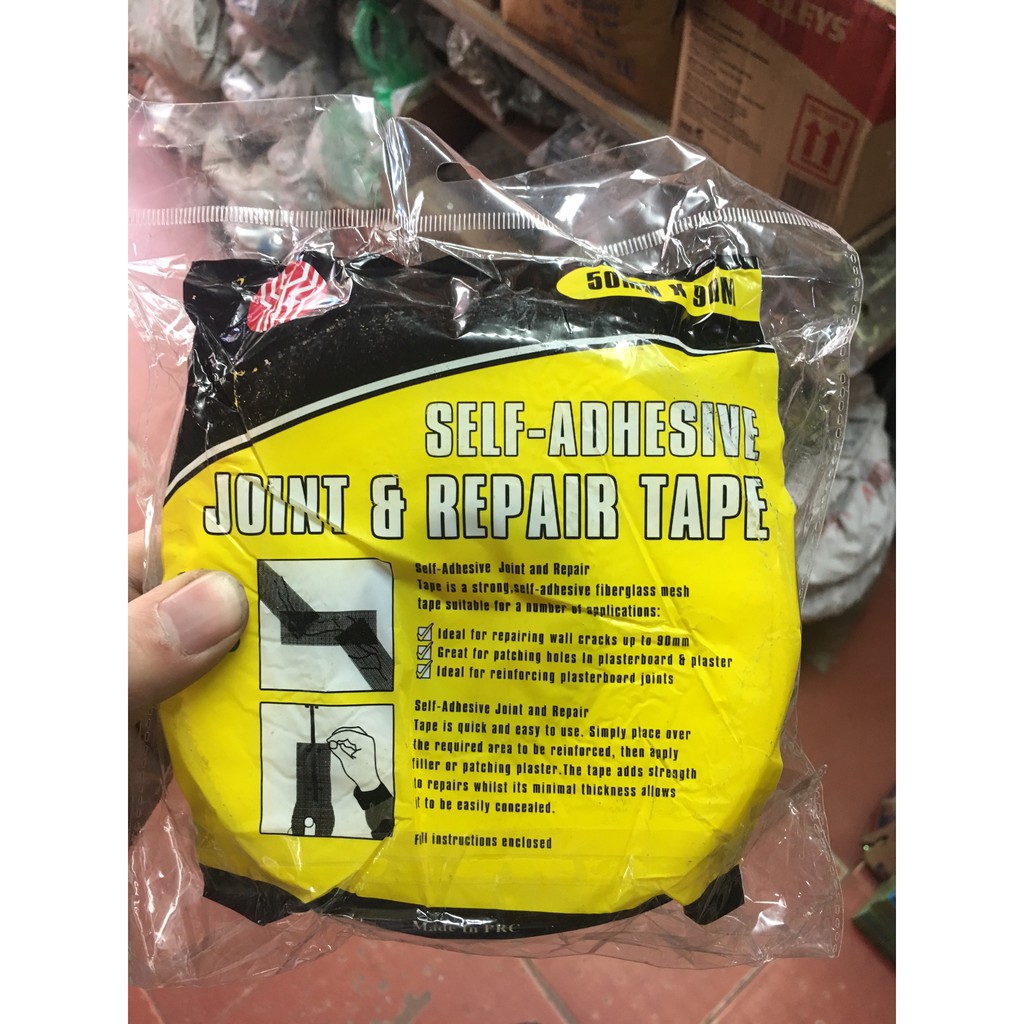 50MM X 90M
SELF-ADHESIVE
JOINT & REPAIR TAPE
Self-Adhesive Joint and Repair
Tape is a strong,self-adhesive fiberglass mesh
tape suitable for a number of applications:
Ideal for repairing wall cracks up to 90mm
Great for patching holes in plasterboard & plaster
Ideal for reinforcing plasterboard joints
Self-Adhesive Joint and Repair
Tape is quick and easy to use. Simply place over
the required area to be reinforced, then apply
filler or patching plaster.The tape adds strength
to repairs whilst its minimal thickness allows
it to be easily concealed.
Full instructions enclosed
Made In PRC